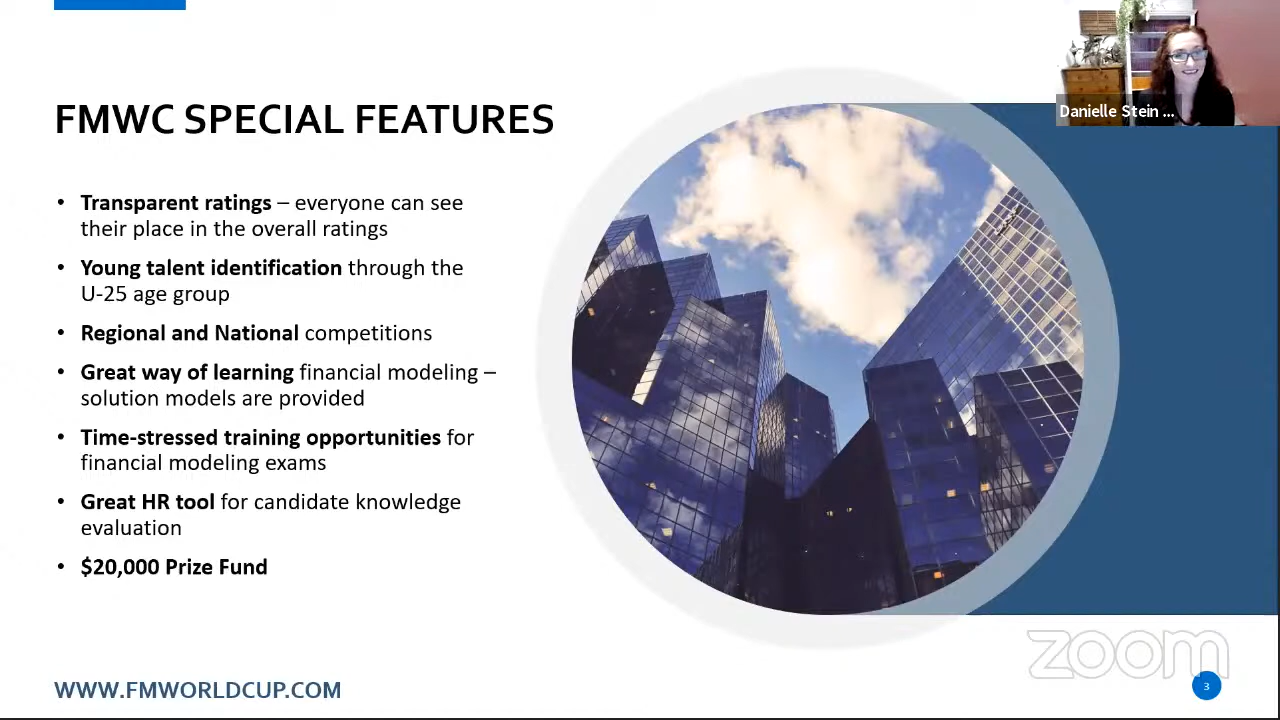 Danielle Stein ...
FMWC SPECIAL FEATURES
• Transparent ratings – everyone can see
their place in the overall ratings
• Young talent identification through the
U-25 age group
• Regional and National competitions
• Great way of learning financial modeling –
solution models are provided
• Time-stressed training opportunities for
financial modeling exams
• Great HR tool for candidate knowledge
evaluation
• $20,000 Prize Fund
zoom
WWW.FMWORLDCUP.COM
3